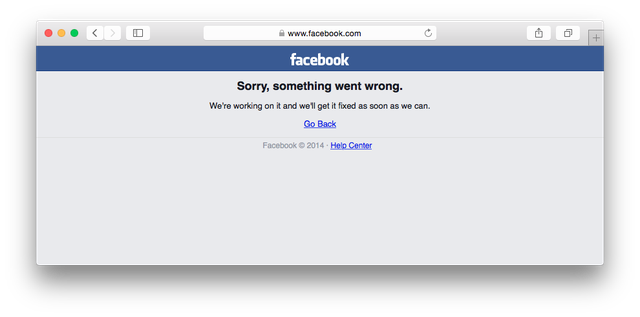 www.facebook.com
facebook
Sorry, something went wrong.
We're working on it and we'll get it fixed as soon as we can.
Go Back
Facebook © 2014 · Help Center